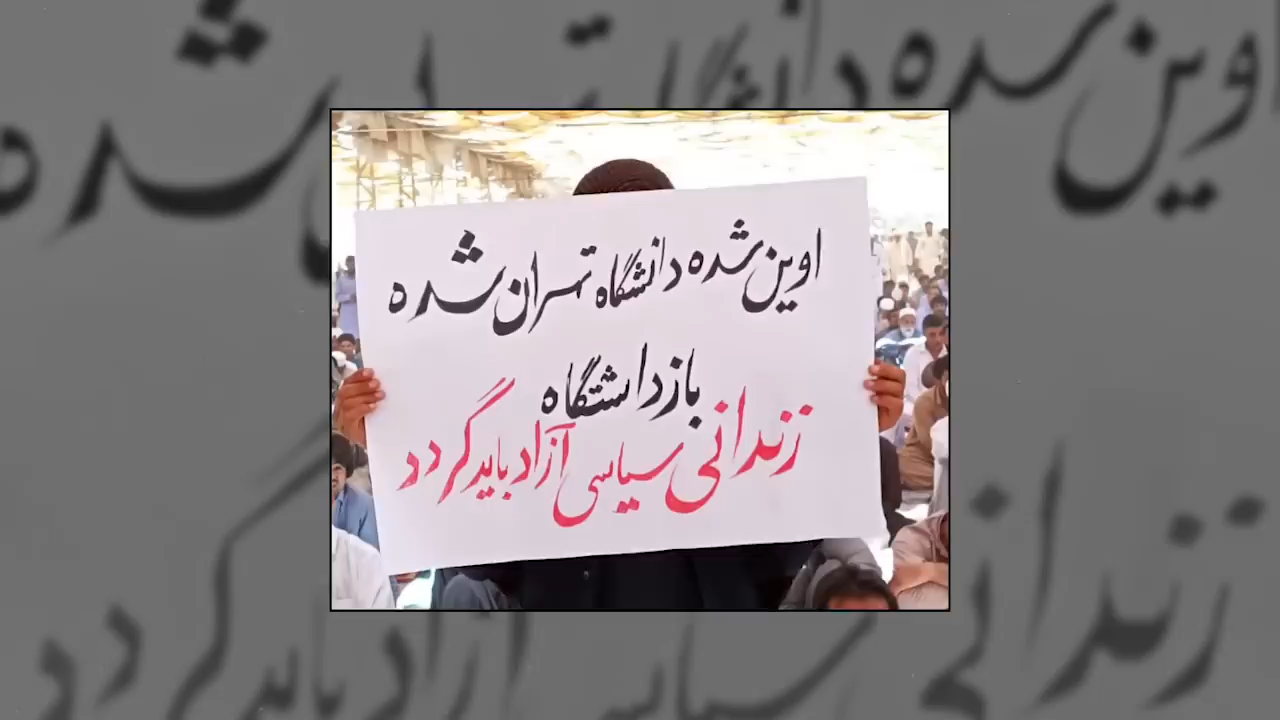 اوین شده دانشگاه تهران شده
بازداشتگاه
زندانی سیاسی آزاد باید گردد